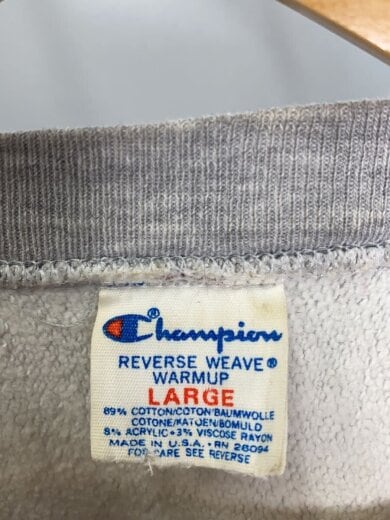 Champion®
REVERSE WEAVE®
WARMUP
LARGE
89% COTTON/COTON/BAUMWOLLE
COTONE/KATOEN/BOMULD
8% ACRYLIC•3% VISCOSE RAYON
MADE IN U.S.A.•RN 26094
FOR CARE SEE REVERSE